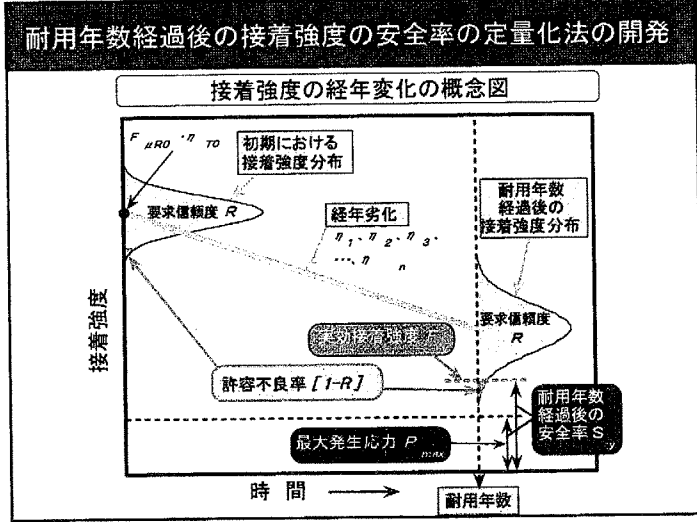 耐用年数経過後の接着強度の安全率の定量化法の開発
接着強度の経年変化の概念図
F μR0 ・η T0
初期における
接着強度分布
要求信頼度 R
経年劣化
η 1、η 2、η 3、
…、η n
耐用年数
経過後の
接着強度分布
要求信頼度
R
接着強度
許容不良率 [1-R]
耐用年数
経過後の
安全率 S y
最大発生応力 P max
時 間
耐用年数